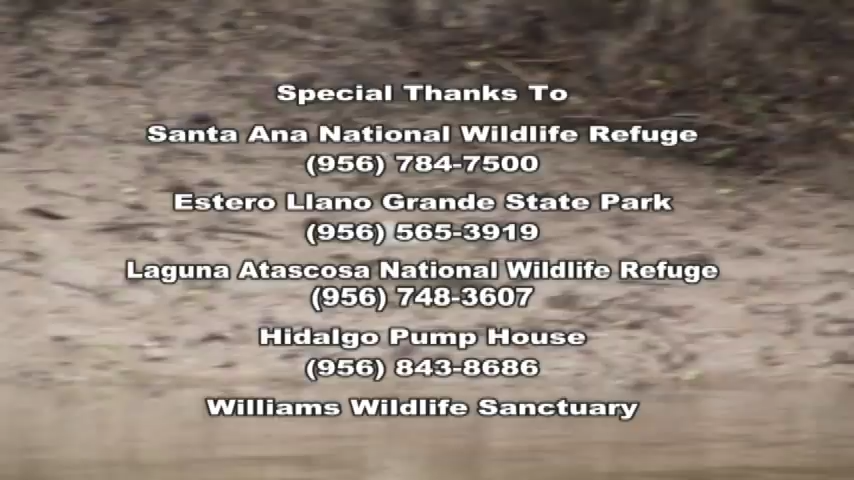 Special Thanks To
Santa Ana National Wildlife Refuge
(956) 784-7500
Estero Llano Grande State Park
(956) 565-3919
Laguna Atascosa National Wildlife Refuge
(956) 748-3607
Hidalgo Pump House
(956) 843-8686
Williams Wildlife Sanctuary